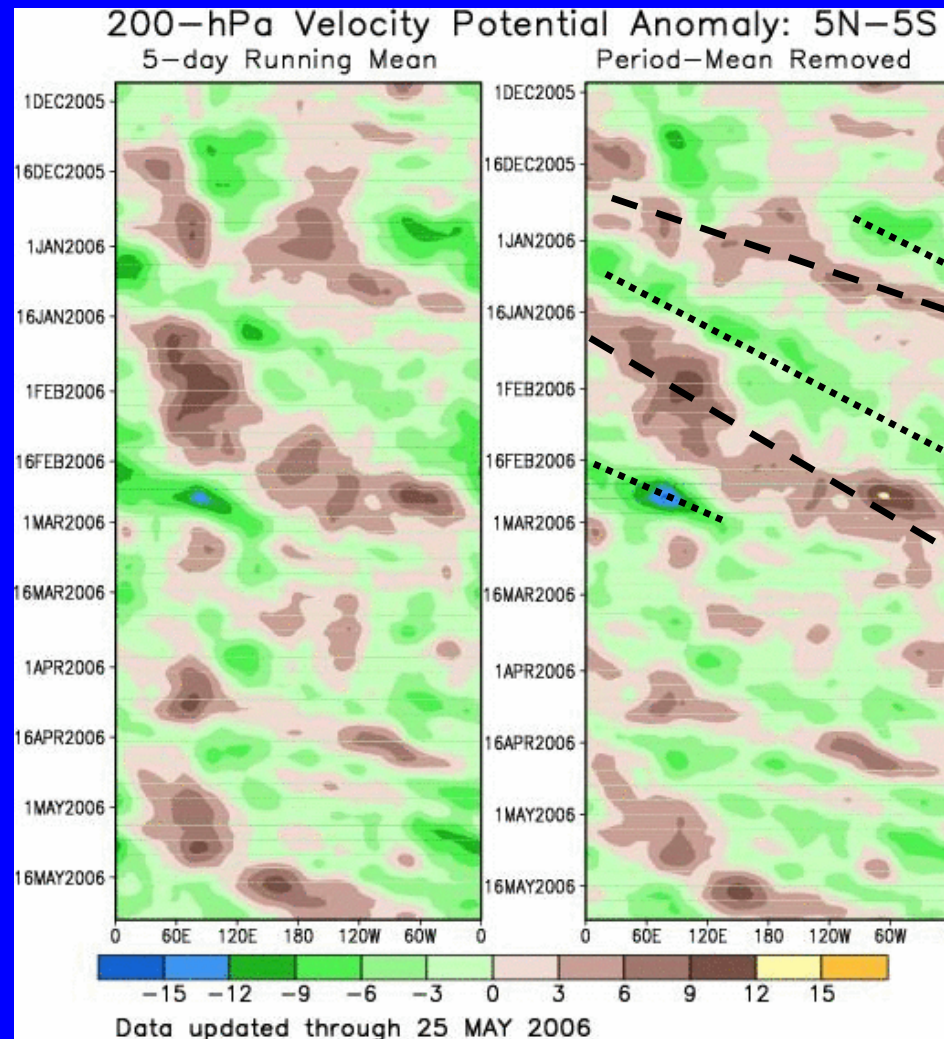 200-hPa Velocity Potential Anomaly: 5N-5S
5-day Running Mean
Period-Mean Removed
1DEC2005
16DEC2005
1JAN2006
16JAN2006
1FEB2006
16FEB2006
1MAR2006
16MAR2006
1APR2006
16APR2006
1MAY2006
16MAY2006
0 60E 120E 180 120W 60W 0
1DEC2005
16DEC2005
1JAN2006
16JAN2006
1FEB2006
16FEB2006
1MAR2006
16MAR2006
1APR2006
16APR2006
1MAY2006
16MAY2006
0 60E 120E 180 120W 60W
-15 -12 -9 -6 -3 0 3 6 9 12 15
Data updated through 25 MAY 2006